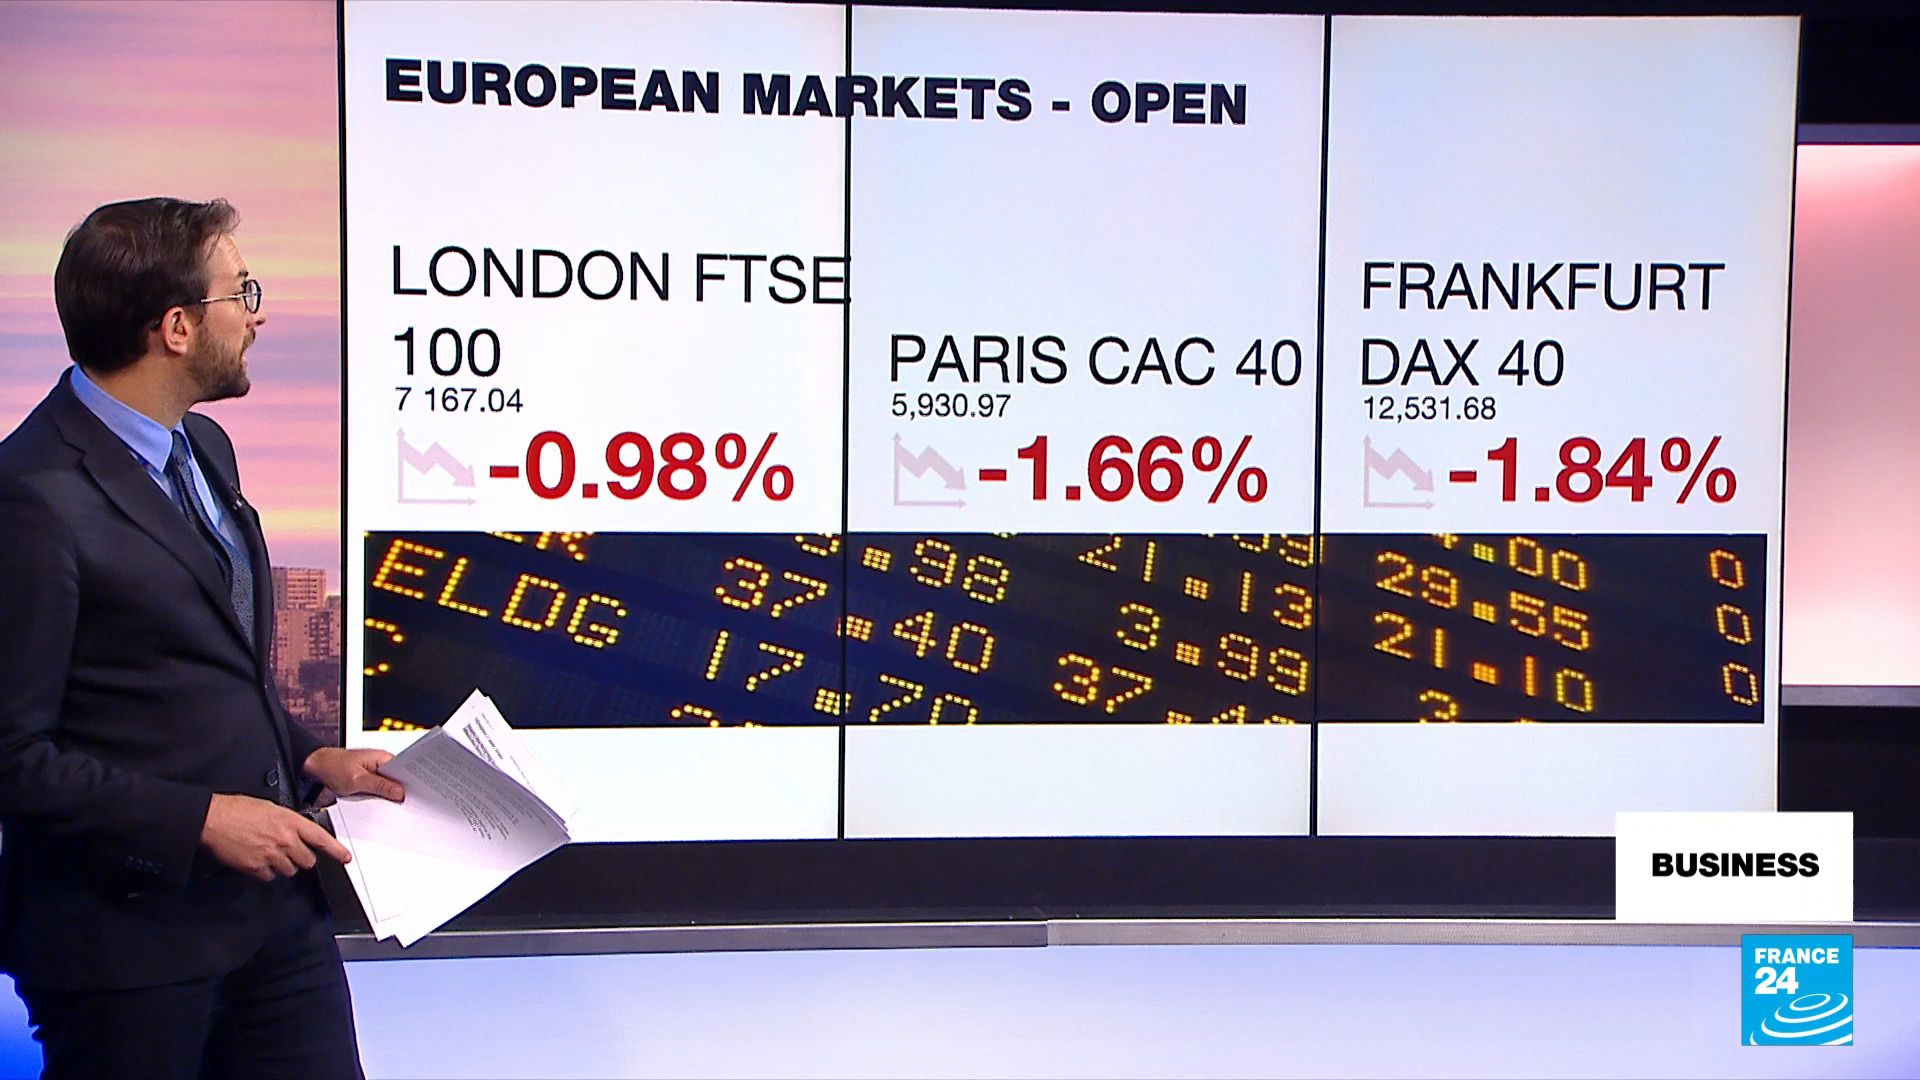 EUROPEAN MARKETS - OPEN
LONDON FTSE
100
7 167.04
-0.98%
PARIS CAC 40
5,930.97
-1.66%
FRANKFURT
DAX 40
12,531.68
-1.84%
ELDG
37.98
21.13
29.55
0
17.40
3.99
21.10
0
37
3
BUSINESS
FRANCE
24